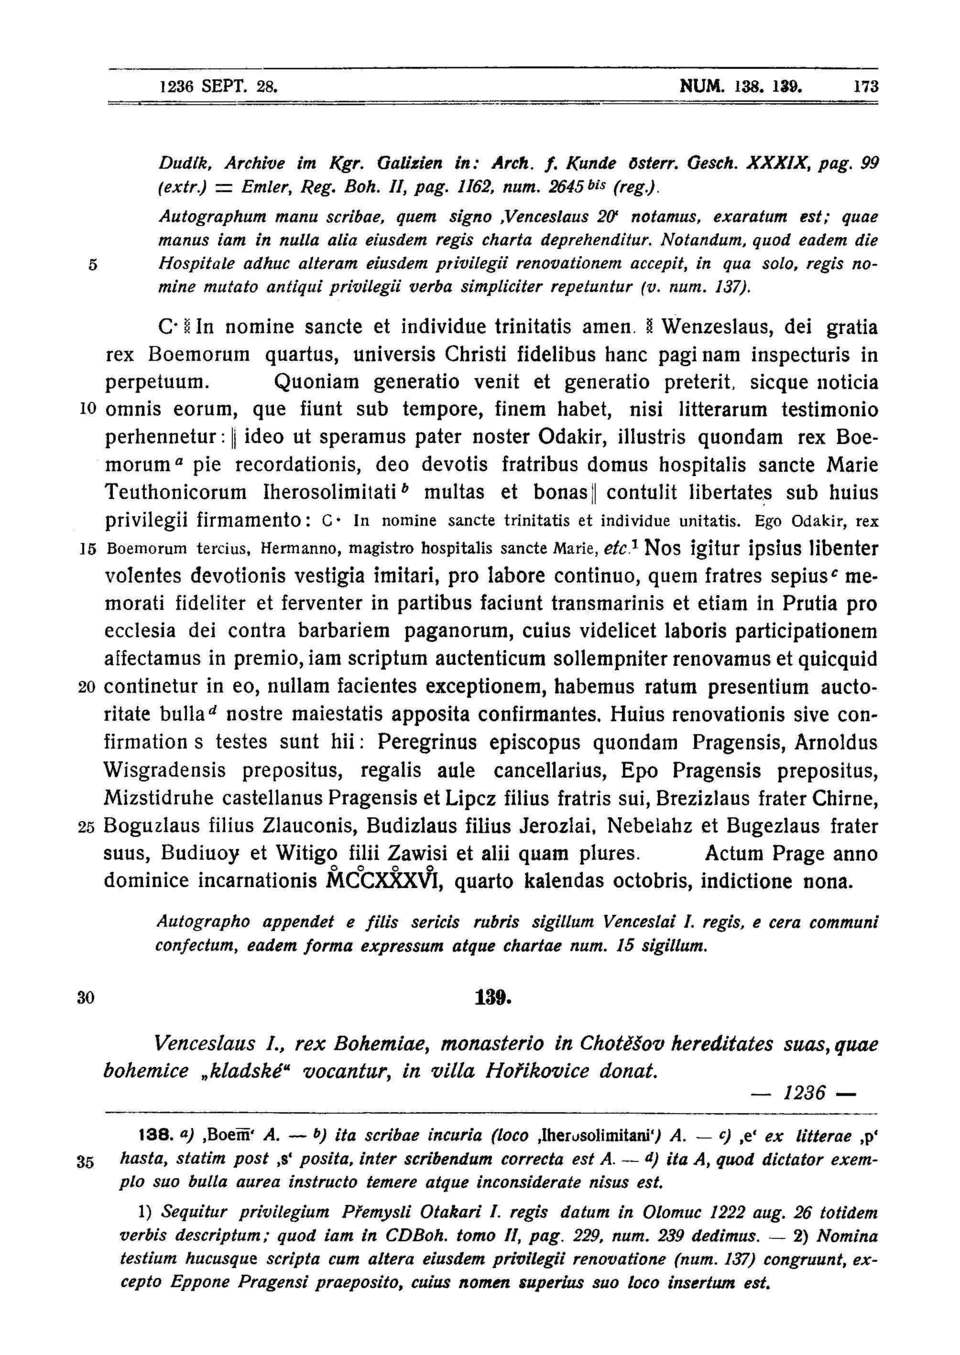 1236 SEPT. 28. NUM. 138. 139. 173
Dudík, Archive im Kgr. Galizien in: Arch. f. Kunde österr. Gesch. XXXIX, pag. 99
(extr.) = Emler, Reg. Boh. II, pag. 1162, num. 2645 bis (reg.).
Autographum manu scribae, quem signo ‚Venceslaus 20‘ notamus, exaratum est; quae
manus iam in nulla alia eiusdem regis charta deprehenditur. Notandum, quod eadem die
5 Hospitale adhuc alteram eiusdem privilegii renovationem accepit, in qua solo, regis no-
mine mutato antiqui privilegii verba simpliciter repetuntur (v. num. 137).
C· ⁞ In nomine sancte et individue trinitatis amen. ⁞ Wenzeslaus, dei gratia
rex Boemorum quartus, universis Christi fidelibus hanc paginam inspecturis in
perpetuum. Quoniam generatio venit et generatio preterit, sicque noticia
10 omnis eorum, que fiunt sub tempore, finem habet, nisi litterarum testimonio
perhennetur: || ideo ut speramus pater noster Odakir, illustris quondam rex Boe-
morum a pie recordationis, deo devotis fratribus domus hospitalis sancte Marie
Teuthonicorum Iherosolimitati b multas et bonas || contulit libertates sub huius
privilegii firmamento: C· In nomine sancte trinitatis et individue unitatis. Ego Odakir, rex
15 Boemorum tercius, Hermanno, magistro hospitalis sancte Marie, etc.1 Nos igitur ipsius libenter
volentes devotionis vestigia imitari, pro labore continuo, quem fratres sepius c me-
morati fideliter et ferventer in partibus faciunt transmarinis et etiam in Prutia pro
ecclesia dei contra barbariem paganorum, cuius videlicet laboris participationem
affectamus in premio, iam scriptum auctenticum sollempniter renovamus et quicquid
20 continetur in eo, nullam facientes exceptionem, habemus ratum presentium aucto-
ritate bulla d nostre maiestatis apposita confirmantes. Huius renovationis sive con-
firmation s testes sunt hii: Peregrinus episcopus quondam Pragensis, Arnoldus
Wisgradensis prepositus, regalis aule cancellarius, Epo Pragensis prepositus,
Mizstidruhe castellanus Pragensis et Lipcz filius fratris sui, Brezizlaus frater Chirne,
25 Boguzlaus filius Zlauconis, Budizlaus filius Jerozlai, Nebelahz et Bugezlaus frater
suus, Budiuoy et Witigo filii Zawisi et alii quam plures. Actum Prage anno
dominice incarnationis M̊CC̊XXX̊VI̊, quarto kalendas octobris, indictione nona.
Autographo appendet e filis sericis rubris sigillum Venceslai I. regis, e cera communi
confectum, eadem forma expressum atque chartae num. 15 sigillum.
30 139.
Venceslaus I., rex Bohemiae, monasterio in Chotěšov hereditates suas, quae
bohemice „kladské“ vocantur, in villa Hořikovice donat.
— 1236 —
138. a) ‚Boem̅‘ A. — b) ita scribae incuria (loco ‚Iherosolimitani‘) A. — c) ‚e‘ ex litterae ‚p‘
35 hasta, statim post ‚s‘ posita, inter scribendum correcta est A. — d) ita A, quod dictator exem-
plo suo bulla aurea instructo temere atque inconsiderate nisus est.
1) Sequitur privilegium Přemysli Otakari I. regis datum in Olomuc 1222 aug. 26 totidem
verbis descriptum; quod iam in CDBoh. tomo II, pag. 229, num. 239 dedimus. — 2) Nomina
testium hucusque scripta cum altera eiusdem privilegii renovatione (num. 137) congruunt, ex-
cepto Eppone Pragensi praeposito, cuius nomen superius suo loco insertum est.